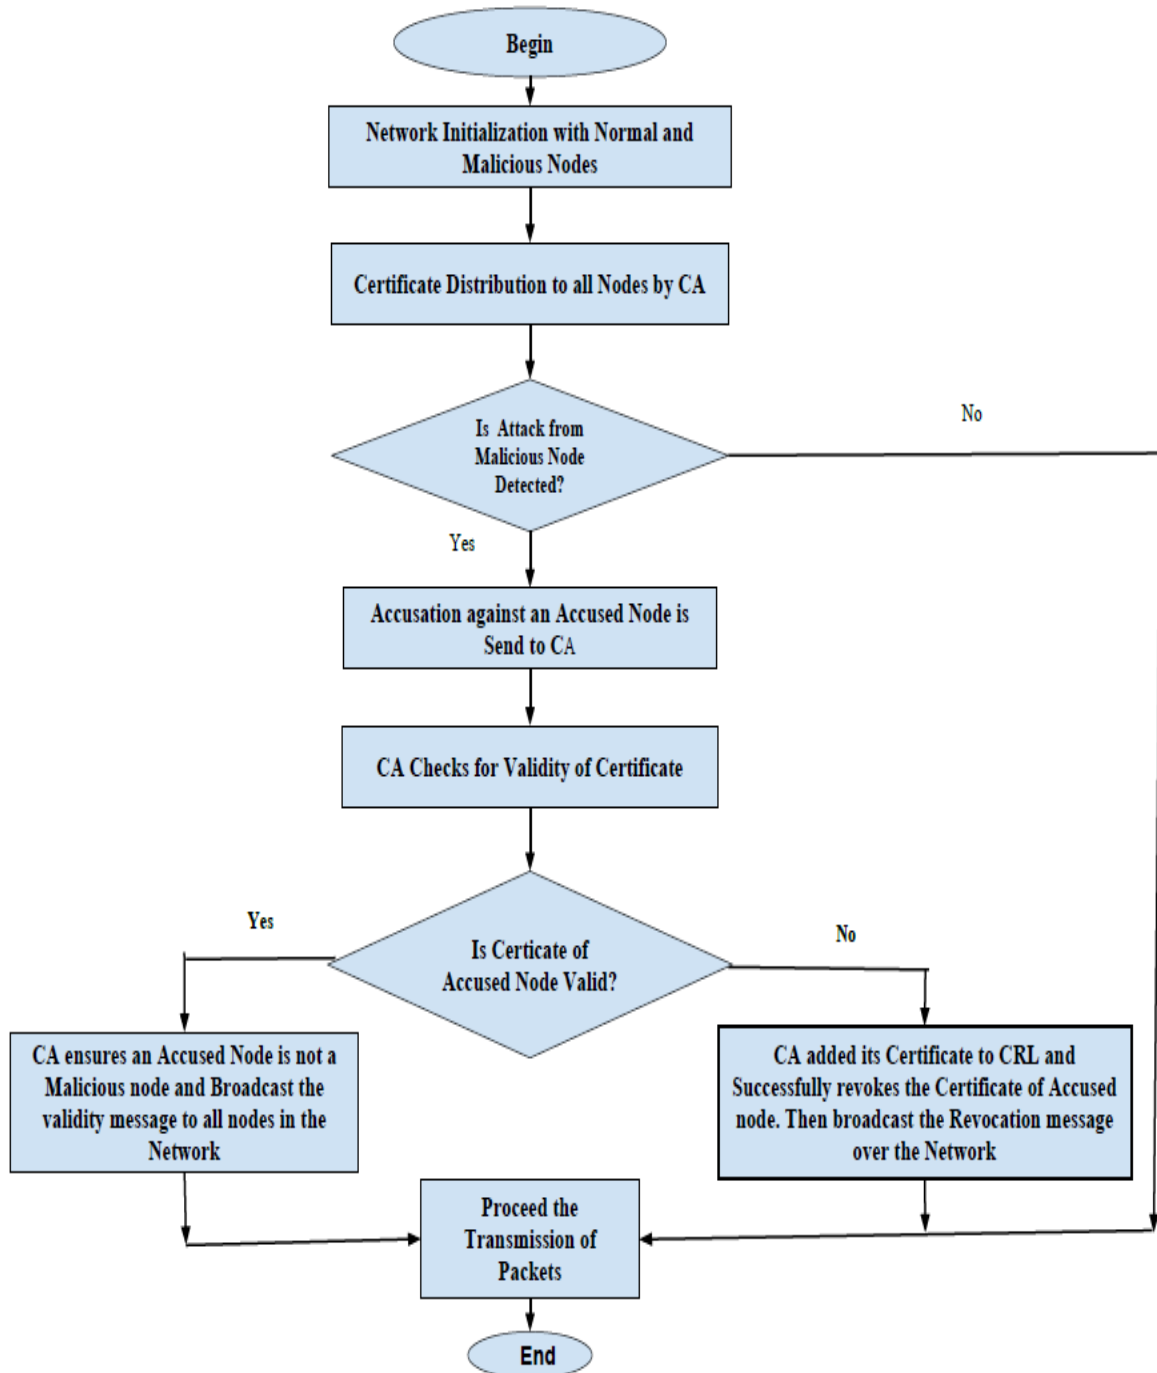 Begin
Network Initialization with Normal and
Malicious Nodes
Certificate Distribution to all Nodes by CA
Is Attack from
Malicious Node
Detected?
No
Yes
Accusation against an Accused Node is
Send to CA
CA Checks for Validity of Certificate
Is Certicate of
Accused Node Valid?
Yes
No
CA ensures an Accused Node is not a
Malicious node and Broadcast the
validity message to all nodes in the
Network
CA added its Certificate to CRL and
Successfully revokes the Certificate of Accused
node. Then broadcast the Revocation message
over the Network
Proceed the
Transmission of
Packets
End